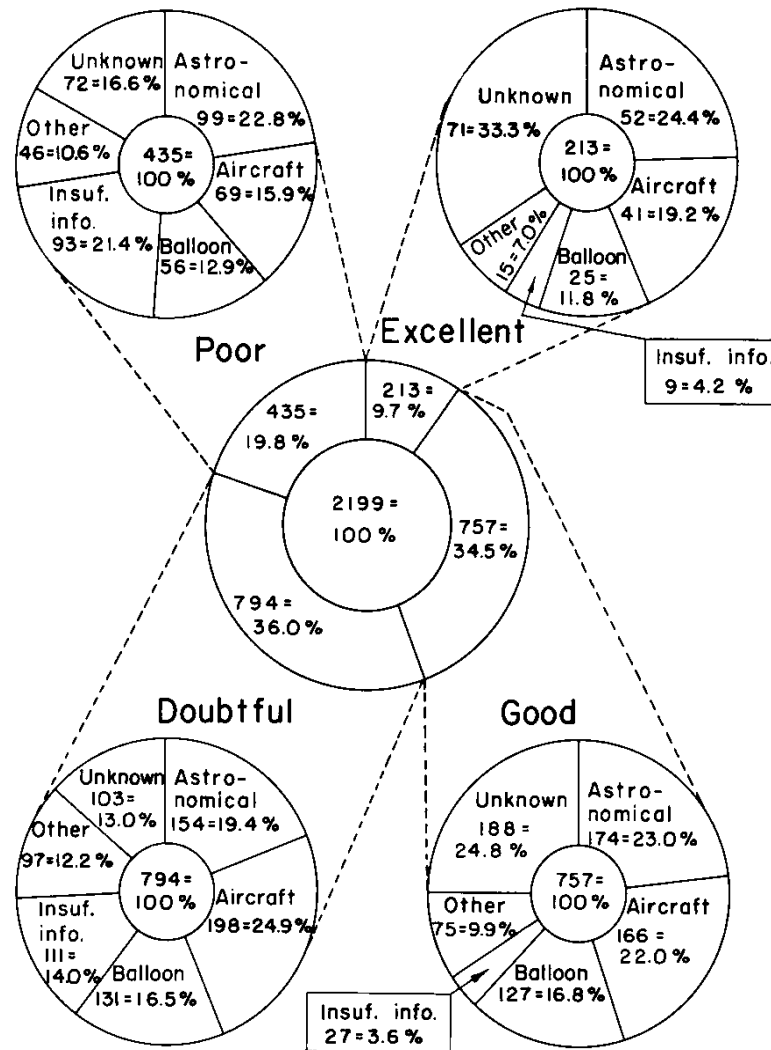 Unknown
72=16.6%
Astro-
nomical
99=22.8%
Other
46=10.6%
435=
100%
Aircraft
69=15.9%
Insuf.
info.
93=21.4%
Balloon
56=12.9%
Poor
Unknown
71=33.3%
Astro-
nomical
52=24.4%
213=
100%
Aircraft
41=19.2%
Other
15=7.0%
Balloon
25=
11.8%
Excellent
Insuf. info.
9=4.2 %
435=
19.8%
213=
9.7%
2199=
100%
757=
34.5%
794=
36.0%
Doubtful
Good
Unknown
103=
13.0%
Astro-
nomical
154=19.4%
Other
97=12.2%
794=
100%
Aircraft
198=24.9%
Insuf.
info.
111=
14.0%
Balloon
131=16.5%
Unknown
188=
24.8%
Astro-
nomical
174=23.0%
757=
100%
Other
75=9.9%
Aircraft
166=
22.0%
Balloon
127=16.8%
Insuf. info.
27=3.6%